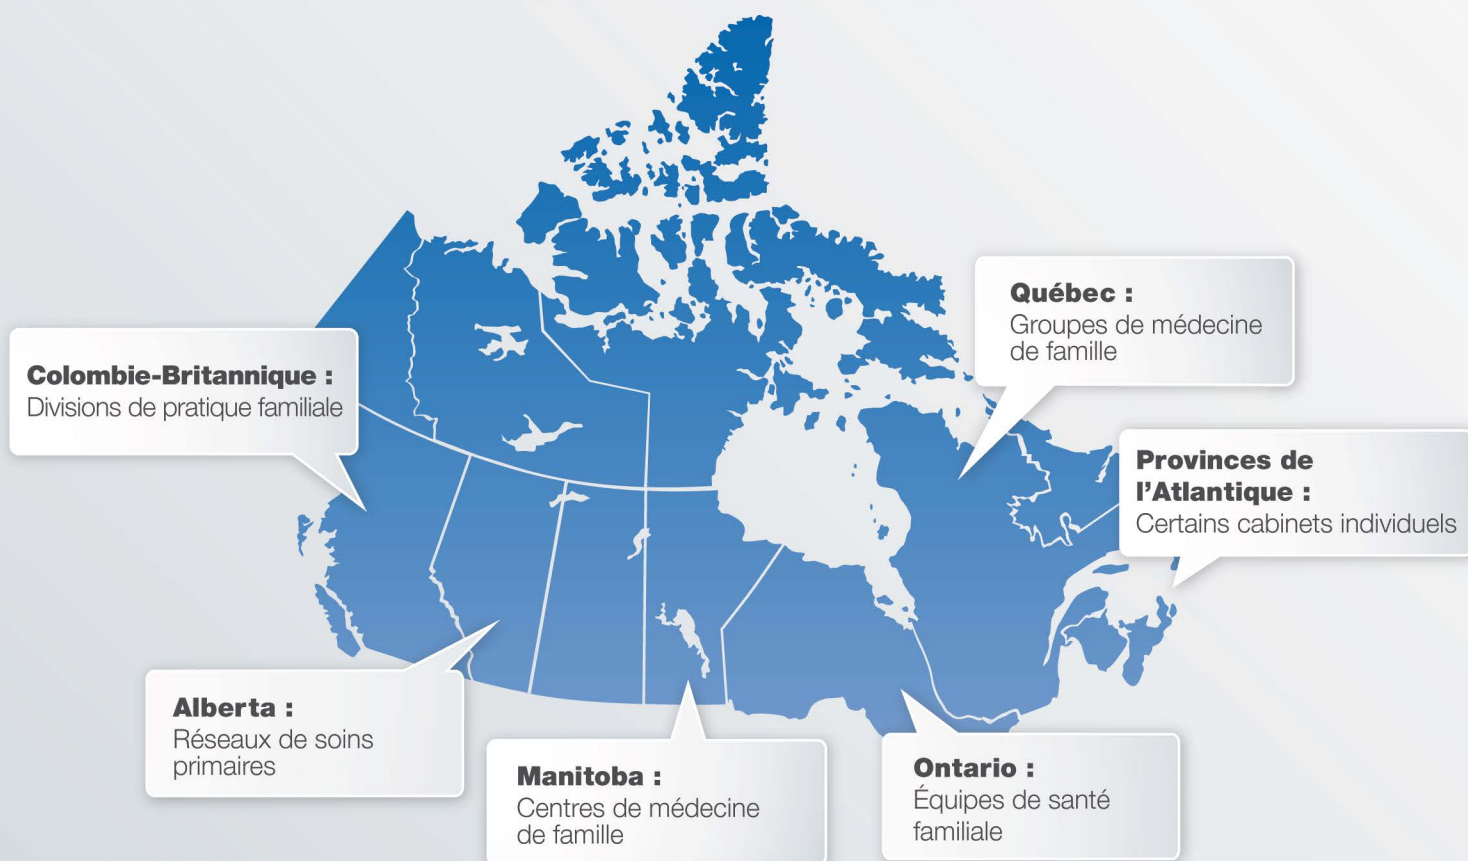 Québec :
Groupes de médecine
de famille
Colombie-Britannique :
Divisions de pratique familiale
Provinces de
l'Atlantique :
Certains cabinets individuels
Alberta :
Réseaux de soins
primaires
Manitoba :
Centres de médecine
de famille
Ontario :
Équipes de santé
familiale